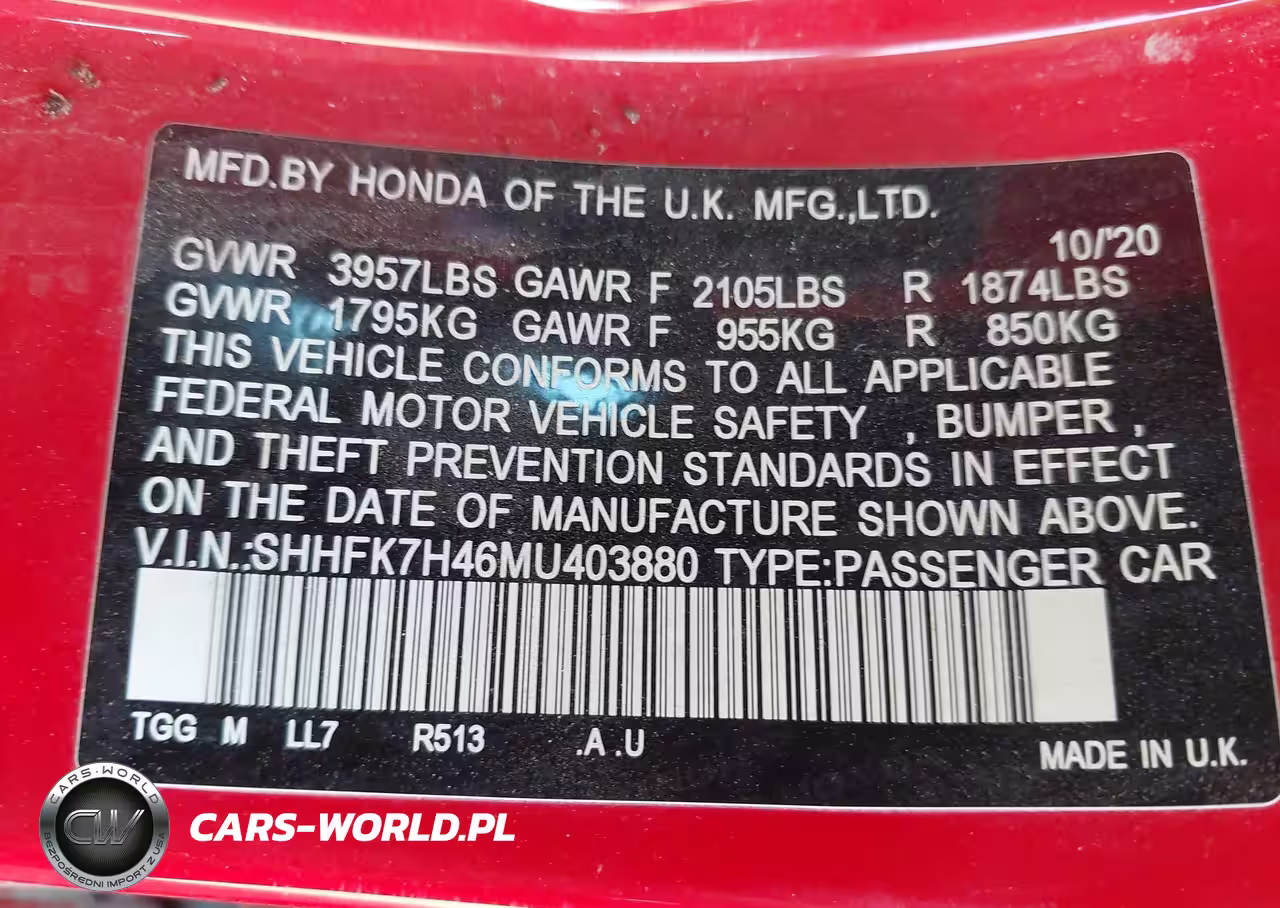 MFD.BY HONDA OF THE U.K. MFG.,LTD.
10/'20
GVWR 3957LBS GAWR F 2105LBS R 1874LBS
GVWR 1795KG GAWR F 955KG R 850KG
THIS VEHICLE CONFORMS TO ALL APPLICABLE
FEDERAL MOTOR VEHICLE SAFETY , BUMPER ,
AND THEFT PREVENTION STANDARDS IN EFFECT
ON THE DATE OF MANUFACTURE SHOWN ABOVE.
V.I.N.:SHHFK7H46MU403880 TYPE:PASSENGER CAR
TGG M LL7 R513 .A .U
MADE IN U.K.
CARS-WORLD
CW
BEZPOŚREDNI IMPORT Z USA
CARS-WORLD.PL